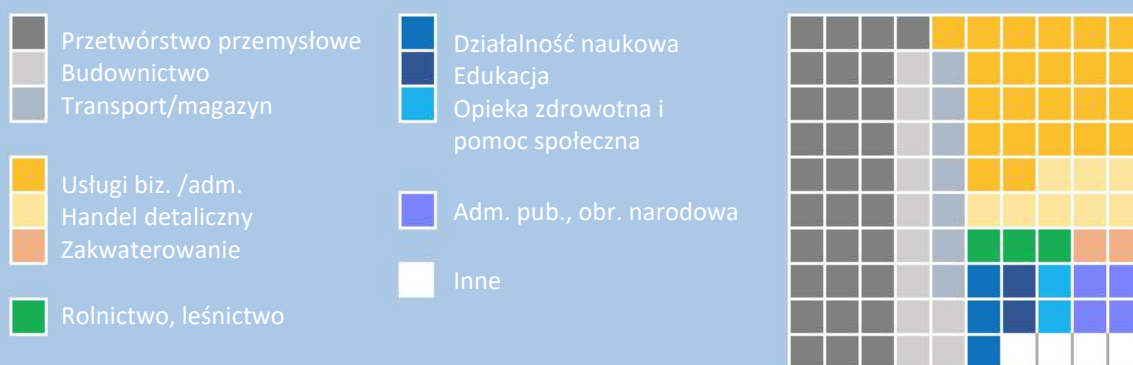 Przetwórstwo przemysłowe
Budownictwo
Transport/magazyn
Usługi biz. /adm.
Handel detaliczny
Zakwaterowanie
Rolnictwo, leśnictwo
Działalność naukowa
Edukacja
Opieka zdrowotna i
pomoc społeczna
Adm. pub., obr. narodowa
Inne